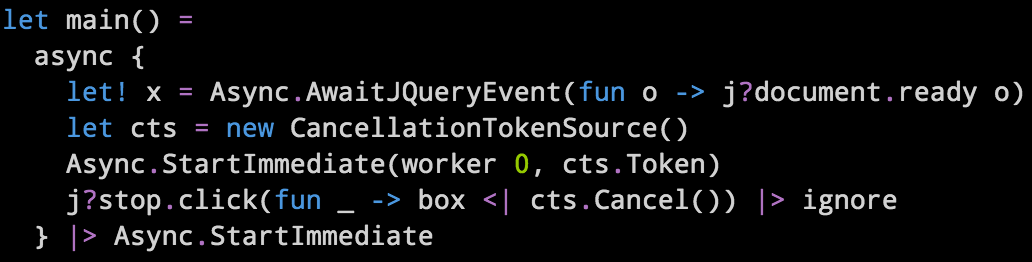 let main() =
  async {
    let! x = Async.AwaitJQueryEvent(fun o -> j?document.ready o)
    let cts = new CancellationTokenSource()
    Async.StartImmediate(worker 0, cts.Token)
    j?stop.click(fun _ -> box <| cts.Cancel()) |> ignore
  } |> Async.StartImmediate